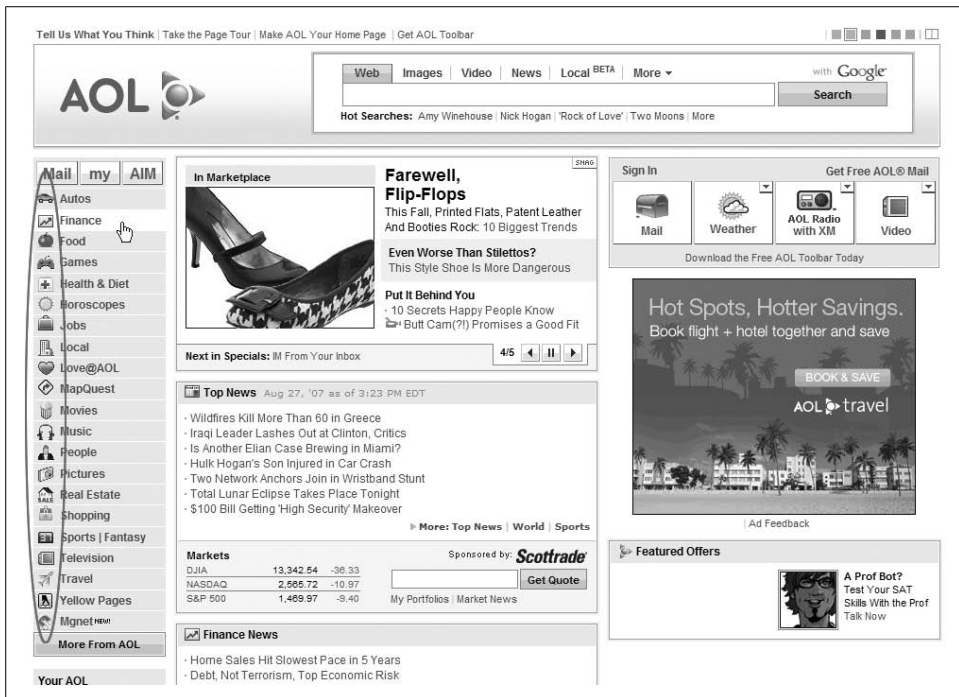 Tell Us What You Think | Take the Page Tour | Make AOL Your Home Page | Get AOL Toolbar
AOL
Web Images | Video | News | Local BETA | More
with Google
Search
Hot Searches: Amy Winehouse | Nick Hogan | 'Rock of Love' | Two Moons | More
Mail my AIM
Autos
Finance
Food
Games
Health & Diet
Horoscopes
Jobs
Local
Love@AOL
MapQuest
Movies
Music
People
Pictures
SALE Real Estate
Shopping
Sports | Fantasy
Television
Travel
Yellow Pages
Mgnet NEW!
More From AOL
Your AOL
SHAG
In Marketplace
Farewell,
Flip-Flops
This Fall, Printed Flats, Patent Leather
And Booties Rock: 10 Biggest Trends
Even Worse Than Stilettos?
This Style Shoe Is More Dangerous
Put It Behind You
· 10 Secrets Happy People Know
Butt Cam(?!) Promises a Good Fit
Next in Specials: IM From Your Inbox
4/5
Top News Aug 27, '07 as of 3:23 PM EDT
· Wildfires Kill More Than 60 in Greece
· Iraqi Leader Lashes Out at Clinton, Critics
· Is Another Elian Case Brewing in Miami?
· Hulk Hogan's Son Injured in Car Crash
· Two Network Anchors Join in Wristband Stunt
· Total Lunar Eclipse Takes Place Tonight
· $100 Bill Getting 'High Security' Makeover
More: Top News | World | Sports
Markets
DJIA 13,342.54 -36.33
NASDAQ 2,565.72 -10.97
S&P 500 1,469.97 -9.40
Sponsored by: Scottrade
Get Quote
My Portfolios | Market News
Finance News
· Home Sales Hit Slowest Pace in 5 Years
· Debt, Not Terrorism, Top Economic Risk
Sign In Get Free AOL® Mail
Mail
Weather
AOL Radio
with XM
Video
Download the Free AOL Toolbar Today
Hot Spots, Hotter Savings.
Book flight + hotel together and save
BOOK & SAVE
AOL travel
| Ad Feedback
Featured Offers
A Prof Bot?
Test Your SAT
Skills With the Prof
Talk Now